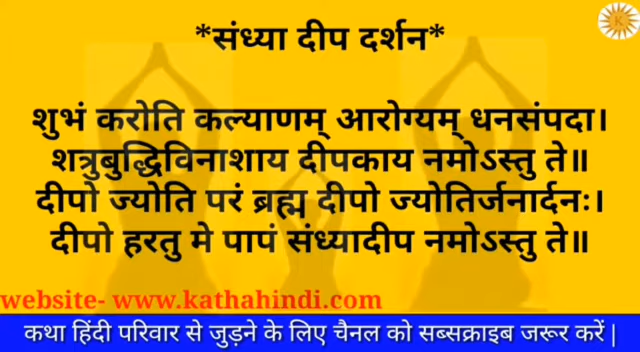 *संध्या दीप दर्शन*
शुभं करोति कल्याणम् आरोग्यम् धनसंपदा।
शत्रुबुद्धिविनाशाय दीपकाय नमोऽस्तु ते॥
दीपो ज्योति परं ब्रह्म दीपो ज्योतिर्जनार्दनः।
दीपो हरतु मे पापं संध्यादीप नमोऽस्तु ते॥
website- www.kathahindi.com
कथा हिंदी परिवार से जुड़ने के लिए चैनल को सब्सक्राइब जरूर करें |